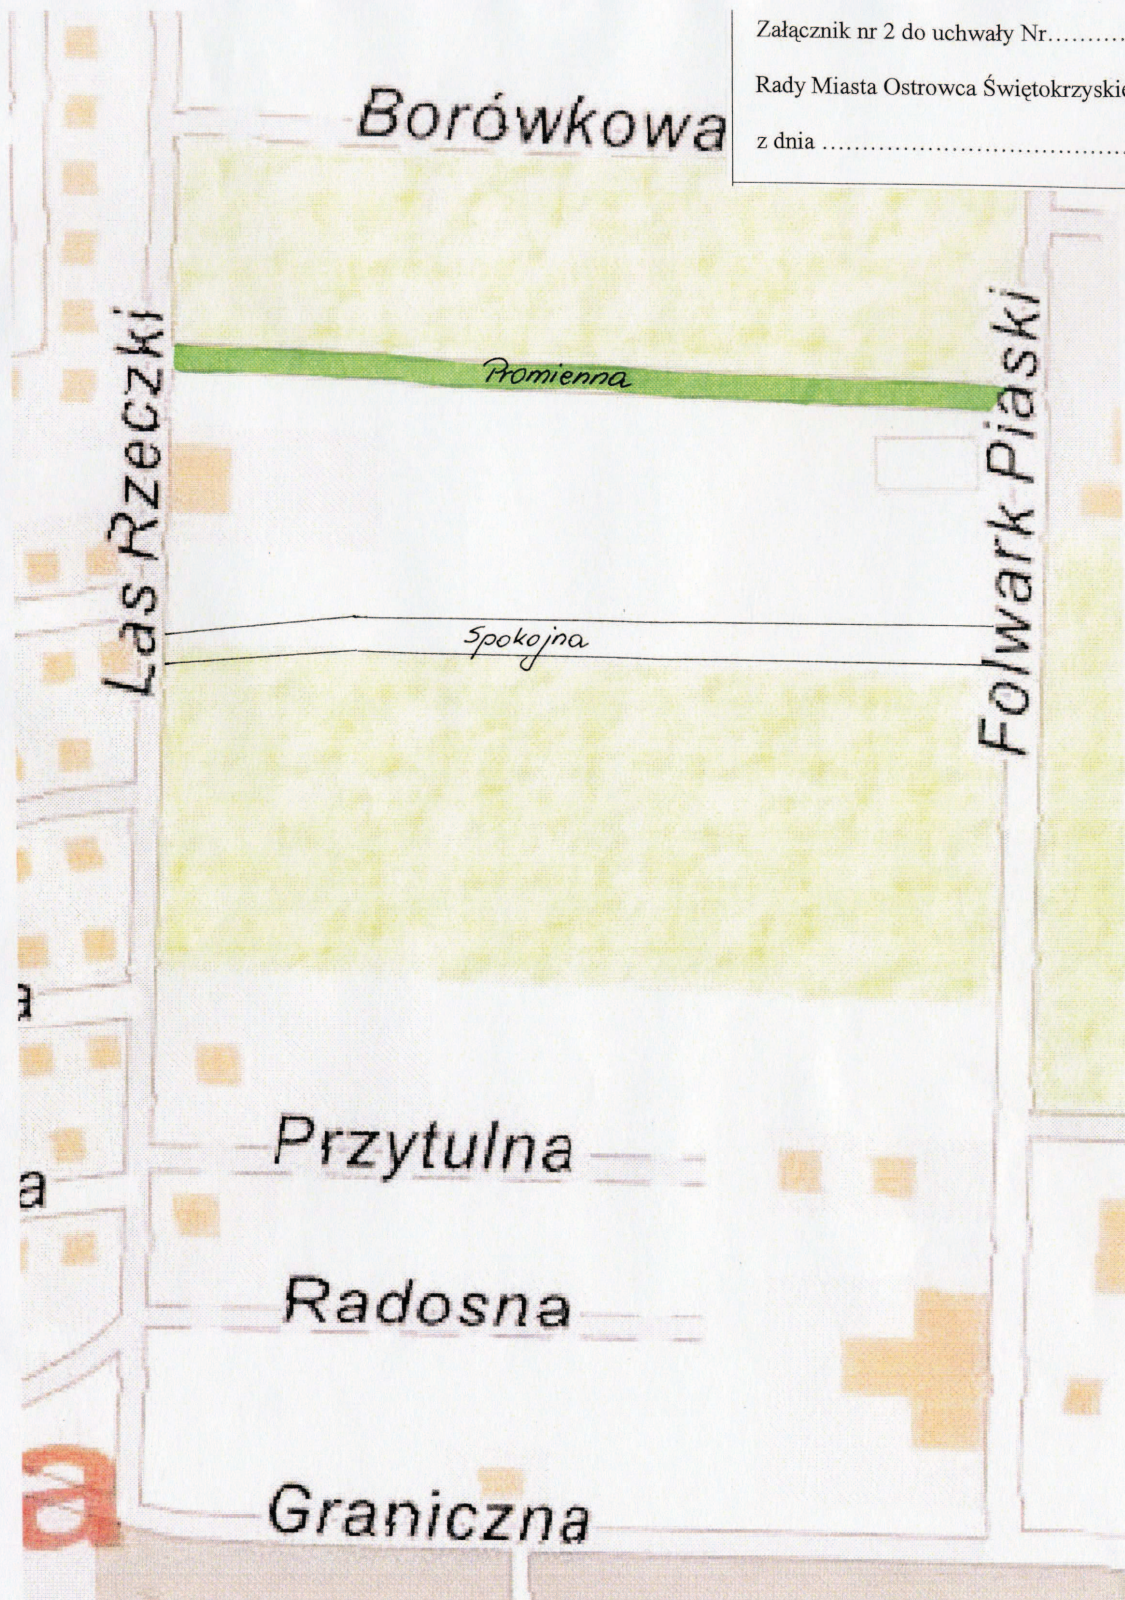 Załącznik nr 2 do uchwały Nr..........
Rady Miasta Ostrowca
z dnia ......................................
Borówkowa
Las Rzeczki
Promienna
Folwark Piaski
Spokojna
a
Przytulna
a
Radosna
a
Graniczna